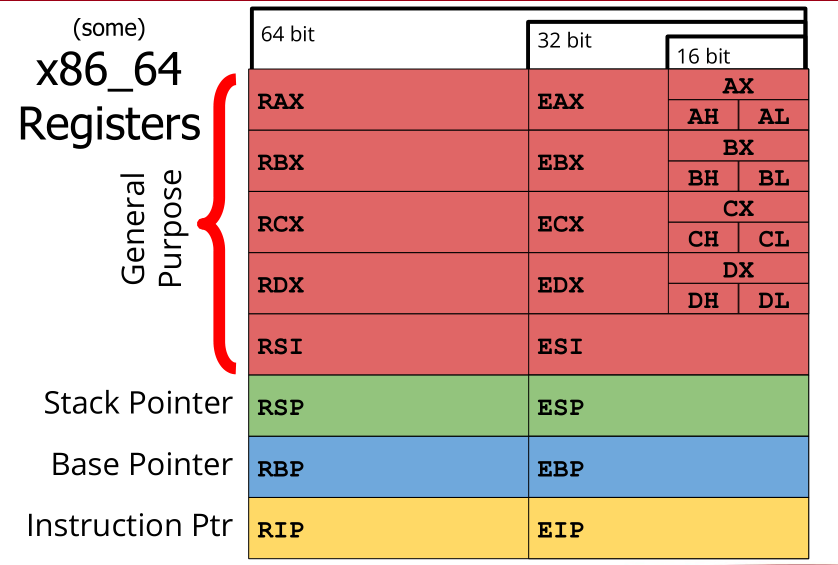 (some)
x86_64
Registers
64 bit
32 bit
16 bit
General
Purpose
RAX EAX AX
AH AL
RBX EBX BX
BH BL
RCX ECX CX
CH CL
RDX EDX DX
DH DL
RSI ESI
Stack Pointer RSP ESP
Base Pointer RBP EBP
Instruction Ptr RIP EIP